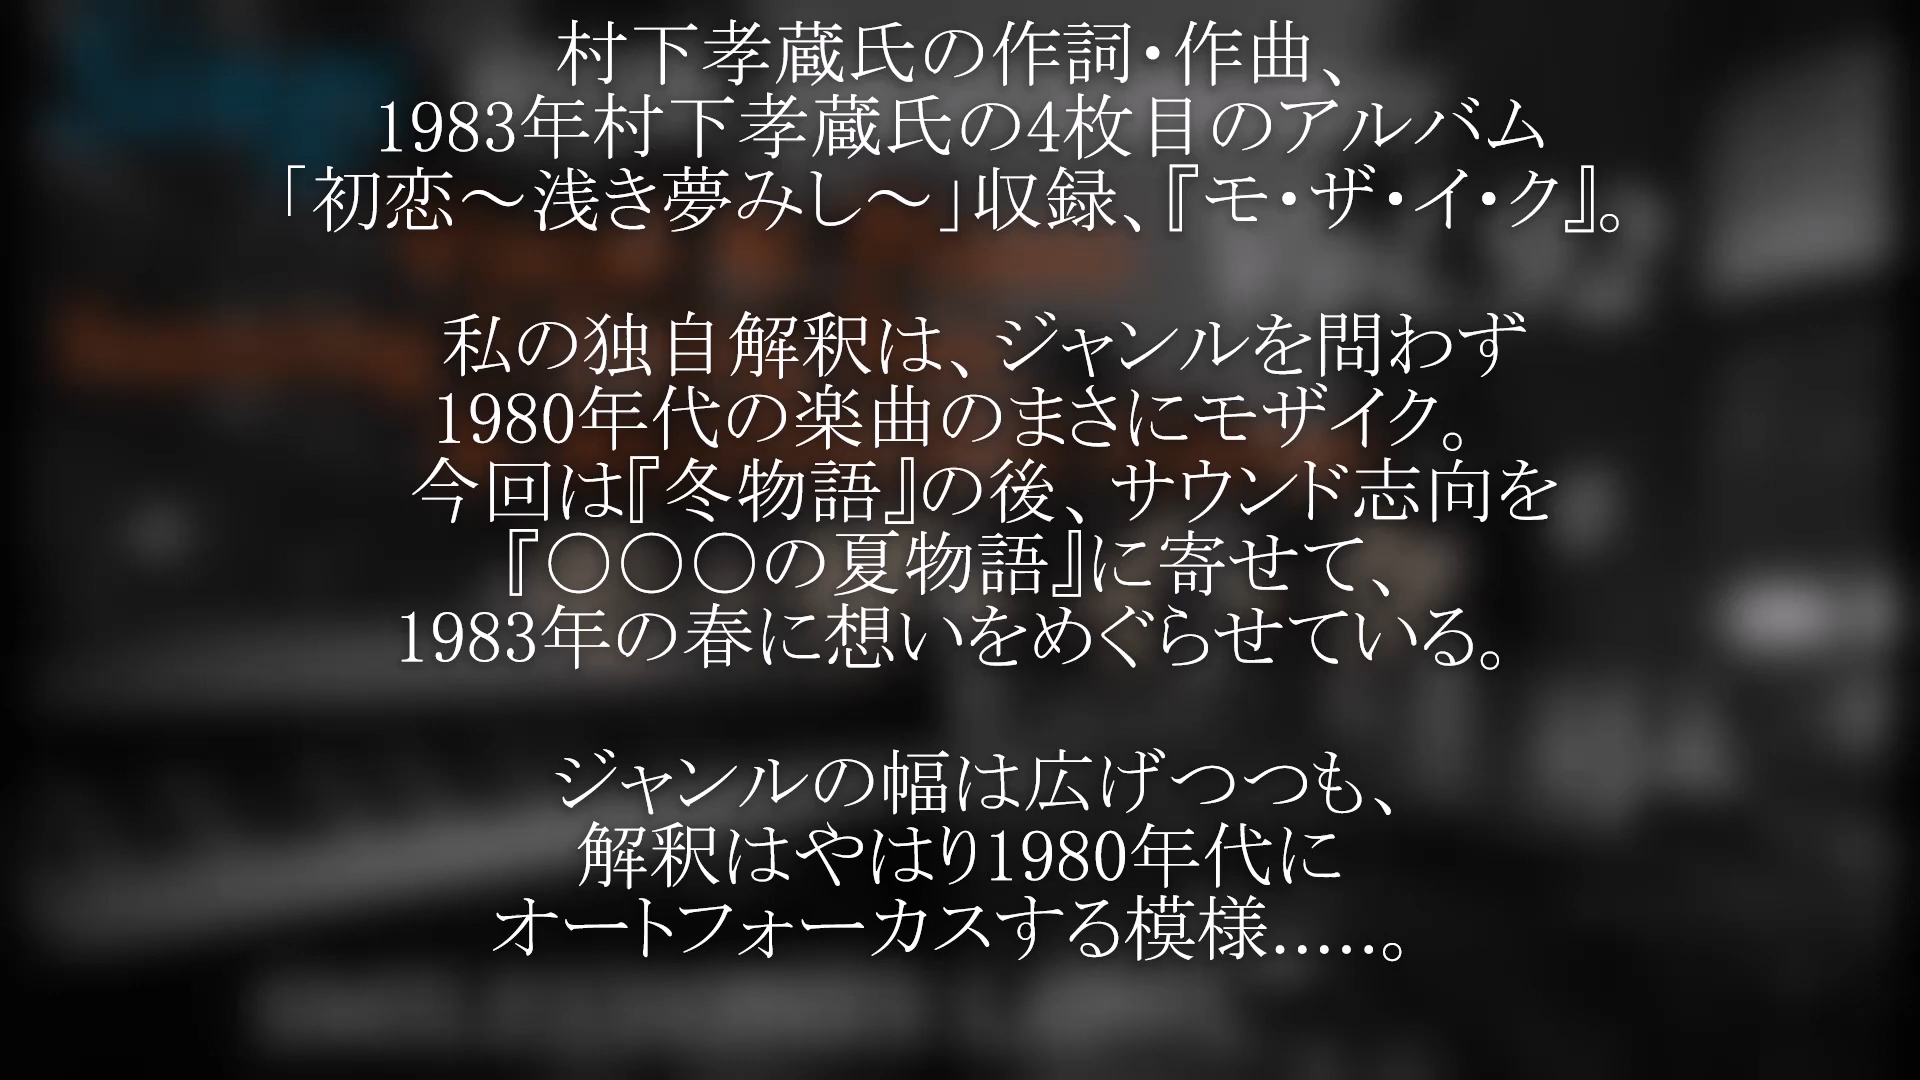 村下孝蔵氏の作詞・作曲、
1983年村下孝蔵氏の4枚目のアルバム
「初恋～浅き夢みし～」収録、『モ・ザ・イ・ク』。
私の独自解釈は、ジャンルを問わず
1980年代の楽曲のまさにモザイク。
今回は『冬物語』の後、サウンド志向を
『〇〇〇の夏物語』に寄せて、
1983年の春に想いをめぐらせている。
ジャンルの幅は広げつつも、
解釈はやはり1980年代に
オートフォーカスする模様.....。